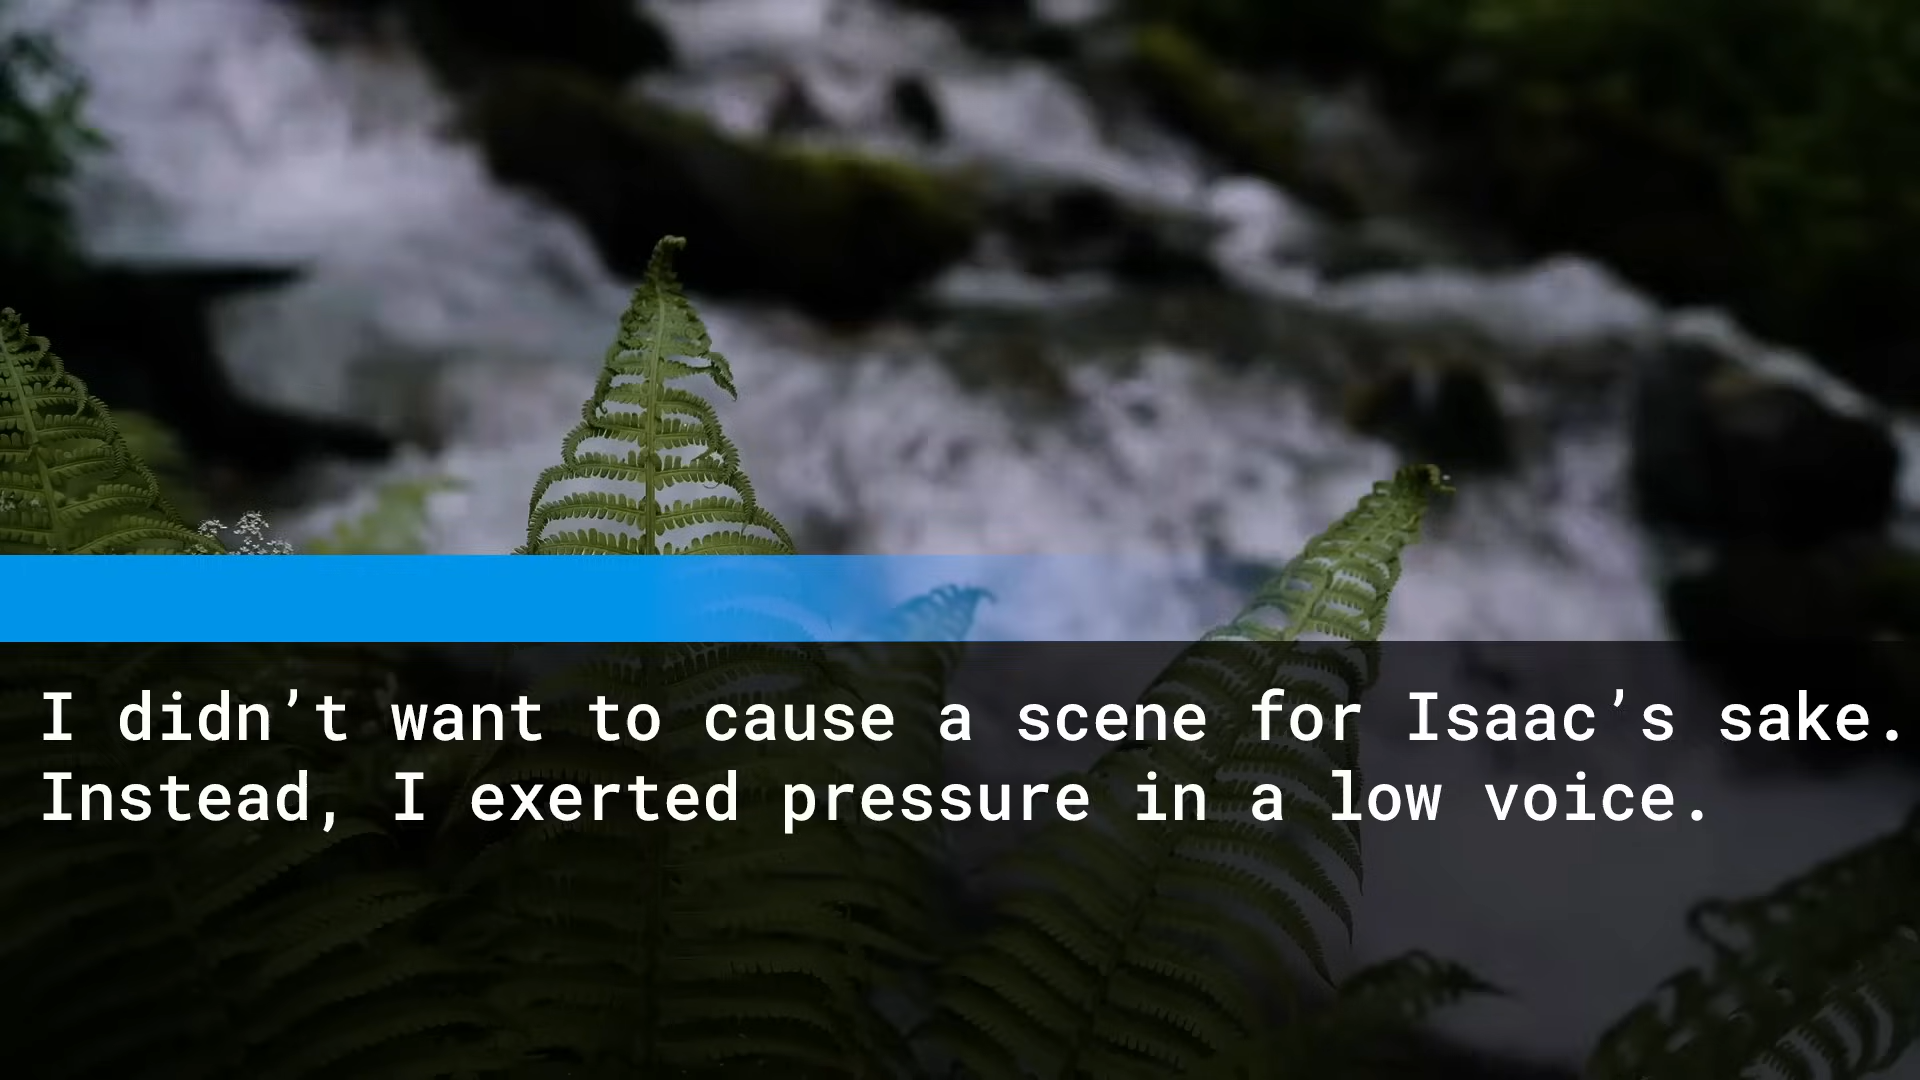 I didn’t want to cause a scene for Isaac’s sake.
Instead, I exerted pressure in a low voice.